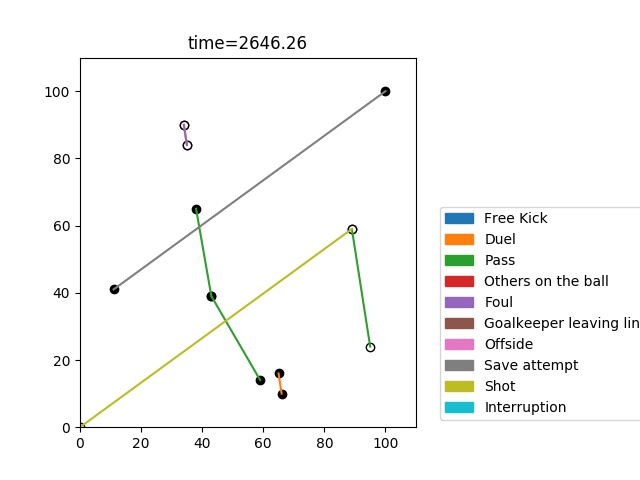 time=2646.26
100
80
60
40
20
0
0 20 40 60 80 100
Free Kick
Duel
Pass
Others on the ball
Foul
Goalkeeper leaving lin
Offside
Save attempt
Shot
Interruption